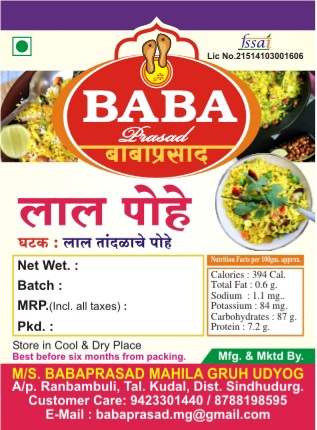 fssai
Lic No.21514103001606
BABA
Prasad
बाबाप्रसाद
लाल पोहे
घटक : लाल तांदळाचे पोहे
Net Wet. :
Batch :
MRP.(Incl. all taxes) :
Pkd. :
Nutrition Facts per 100gm. approx.
Calories : 394 Cal.
Total Fat : 0.6 g.
Sodium : 1.1 mg..
Potassium : 84 mg.
Carbohydrates : 87 g.
Protein : 7.2 g.
Store in Cool & Dry Place
Best before six months from packing.
Mfg. & Mktd By.
M/S. BABAPRASAD MAHILA GRUH UDYOG
A/p. Ranbambuli, Tal. Kudal, Dist. Sindhudurg.
Customer Care: 9423301440 / 8788198595
E-Mail : babaprasad.mg@gmail.com